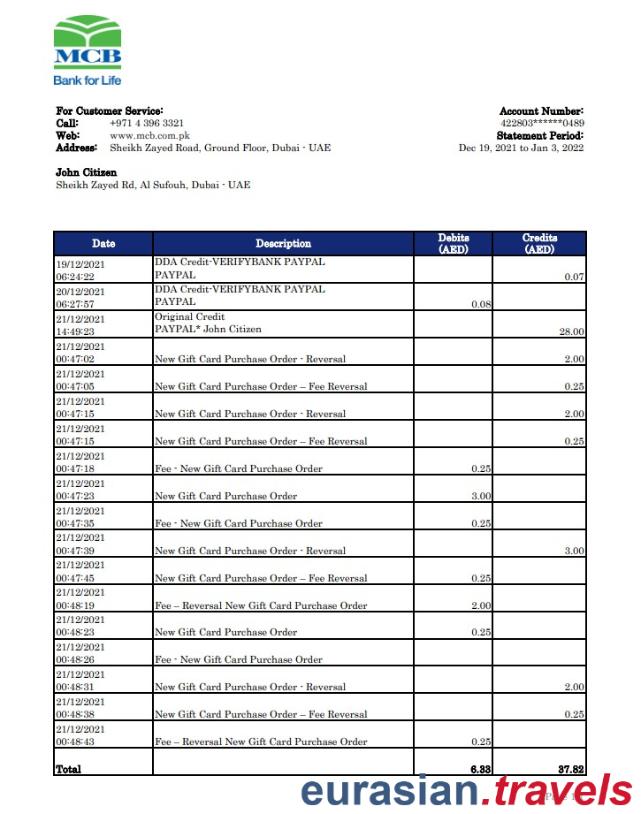 MCB
Bank for Life
For Customer Service:
Call: +971 4 396 3321
Web: www.mcb.com.pk
Address: Sheikh Zayed Road, Ground Floor, Dubai - UAE
Account Number:
422803******0489
Statement Period:
Dec 19, 2021 to Jan 3, 2022
John Citizen
Sheikh Zayed Rd, Al Sufouh, Dubai - UAE
Date Description Debits (AED) Credits (AED)
19/12/2021 DDA Credit-VERIFYBANK PAYPAL
06:24:22 PAYPAL 0.07
20/12/2021 DDA Credit-VERIFYBANK PAYPAL
06:27:57 PAYPAL 0.08
21/12/2021 Original Credit
14:49:23 PAYPAL* John Citizen 28.00
21/12/2021
00:47:02 New Gift Card Purchase Order - Reversal 2.00
21/12/2021
00:47:05 New Gift Card Purchase Order – Fee Reversal 0.25
21/12/2021
00:47:15 New Gift Card Purchase Order - Reversal 2.00
21/12/2021
00:47:15 New Gift Card Purchase Order – Fee Reversal 0.25
21/12/2021
00:47:18 Fee - New Gift Card Purchase Order 0.25
21/12/2021
00:47:23 New Gift Card Purchase Order 3.00
21/12/2021
00:47:35 Fee - New Gift Card Purchase Order 0.25
21/12/2021
00:47:39 New Gift Card Purchase Order - Reversal 3.00
21/12/2021
00:47:45 New Gift Card Purchase Order – Fee Reversal 0.25
21/12/2021
00:48:19 Fee – Reversal New Gift Card Purchase Order 2.00
21/12/2021
00:48:23 New Gift Card Purchase Order 0.25
21/12/2021
00:48:26 Fee - New Gift Card Purchase Order
21/12/2021
00:48:31 New Gift Card Purchase Order - Reversal 2.00
21/12/2021
00:48:38 New Gift Card Purchase Order – Fee Reversal 0.25
21/12/2021
00:48:43 Fee – Reversal New Gift Card Purchase Order 0.25
Total 6.33 37.82
eurasian.travels